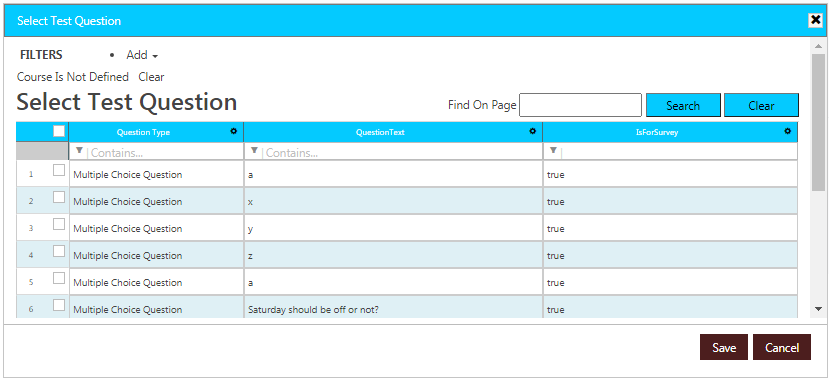 Select Test Question
FILTERS • Add
Course Is Not Defined Clear
Select Test Question Find On Page Search Clear
Question Type QuestionText IsForSurvey
Contains... Contains...
1 Multiple Choice Question a true
2 Multiple Choice Question x true
3 Multiple Choice Question y true
4 Multiple Choice Question z true
5 Multiple Choice Question a true
6 Multiple Choice Question Saturday should be off or not? true
Save Cancel